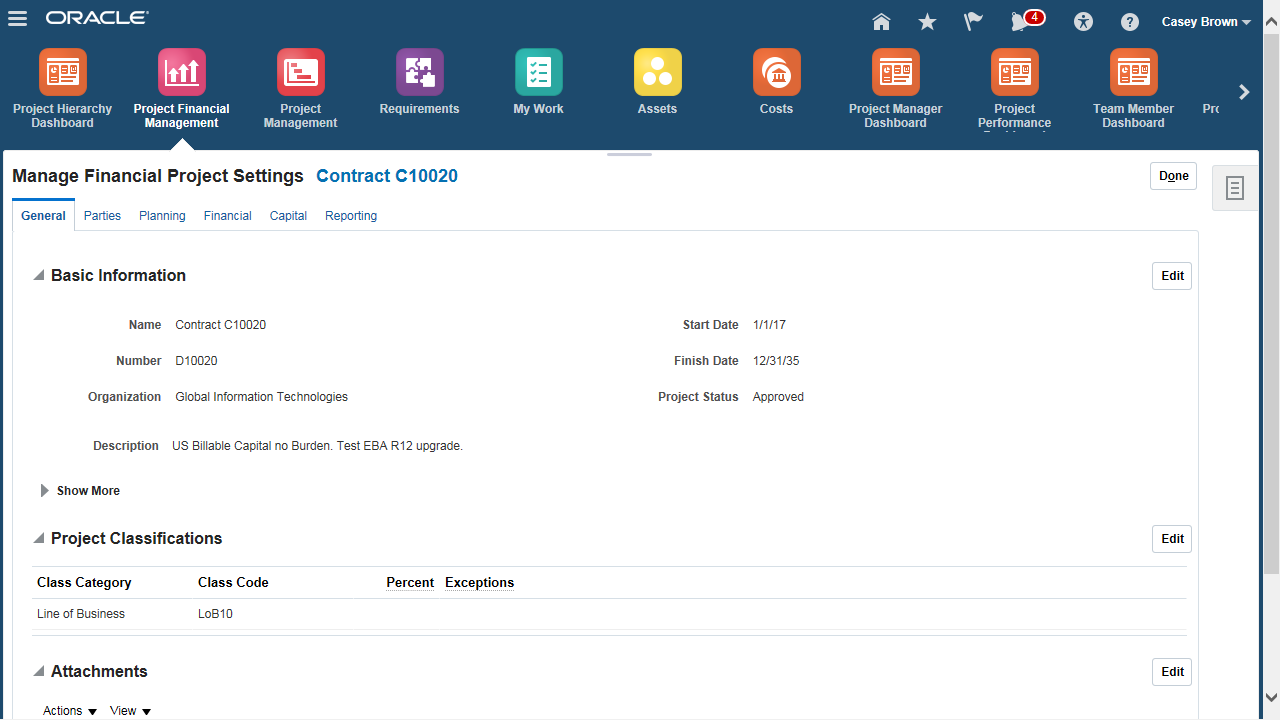 ORACLE
4
Casey Brown
Project Hierarchy Dashboard
Project Financial Management
Project Management
Requirements
My Work
Assets
Costs
Project Manager Dashboard
Project Performance
Team Member Dashboard
Manage Financial Project Settings Contract C10020
Done
General Parties Planning Financial Capital Reporting
Basic Information
Edit
Name Contract C10020 Start Date 1/1/17
Number D10020 Finish Date 12/31/35
Organization Global Information Technologies Project Status Approved
Description US Billable Capital no Burden. Test EBA R12 upgrade.
Show More
Project Classifications
Edit
Class Category Class Code Percent Exceptions
Line of Business LoB10
Attachments
Edit
Actions View